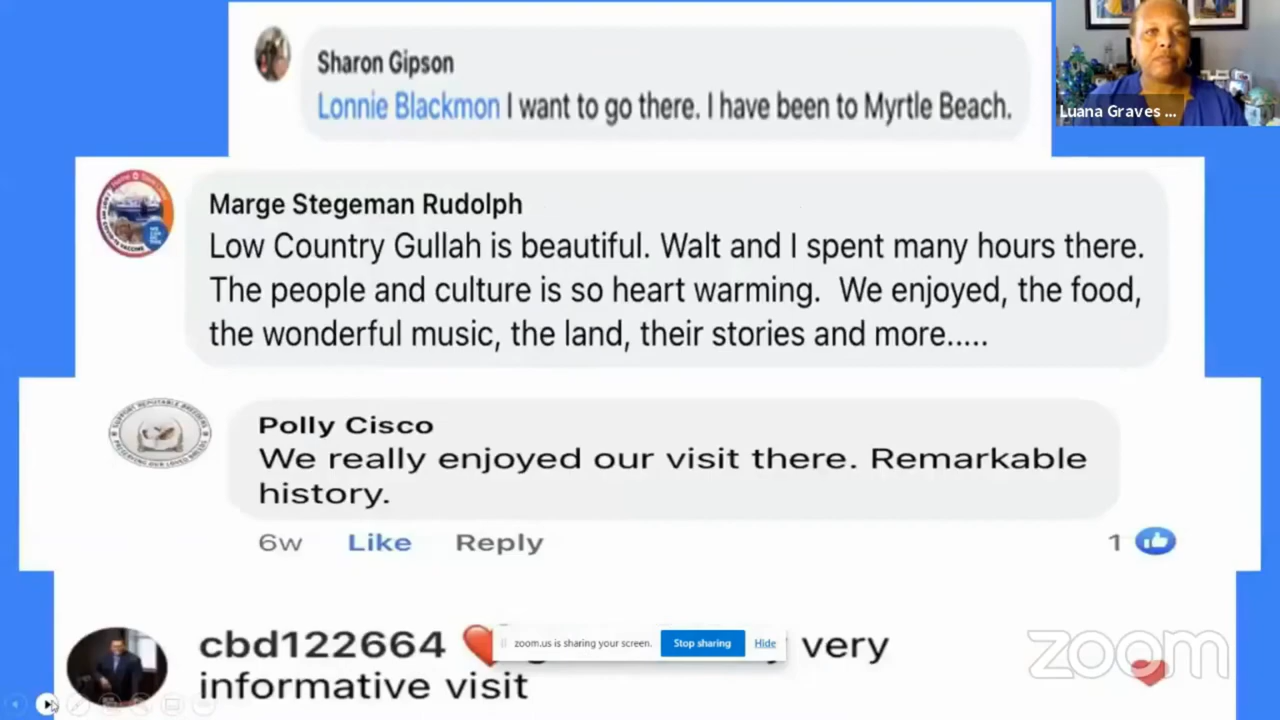 Sharon Gipson
Lonnie Blackmon I want to go there. I have been to Myrtle Beach.
Luana Graves ...
Marge Stegeman Rudolph
Low Country Gullah is beautiful. Walt and I spent many hours there.
The people and culture is so heart warming.  We enjoyed, the food,
the wonderful music, the land, their stories and more.....
Polly Cisco
We really enjoyed our visit there. Remarkable
history.
6w Like Reply 1
cbd122664 very
informative visit
zoom.us is sharing your screen. Stop sharing Hide
zoom